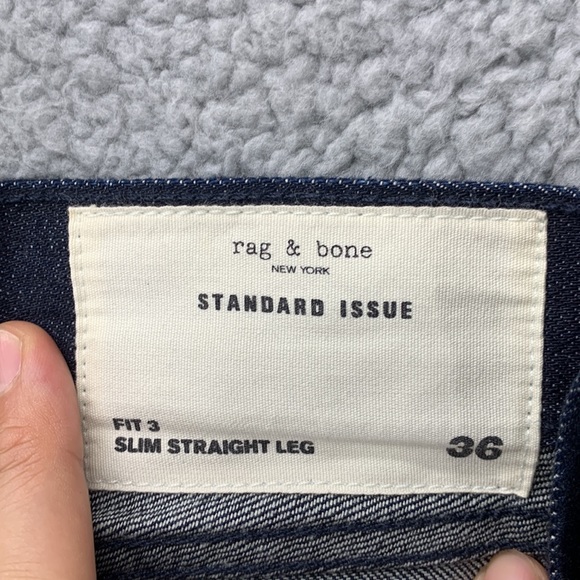 rag & bone
NEW YORK
STANDARD ISSUE
FIT 3
SLIM STRAIGHT LEG
36